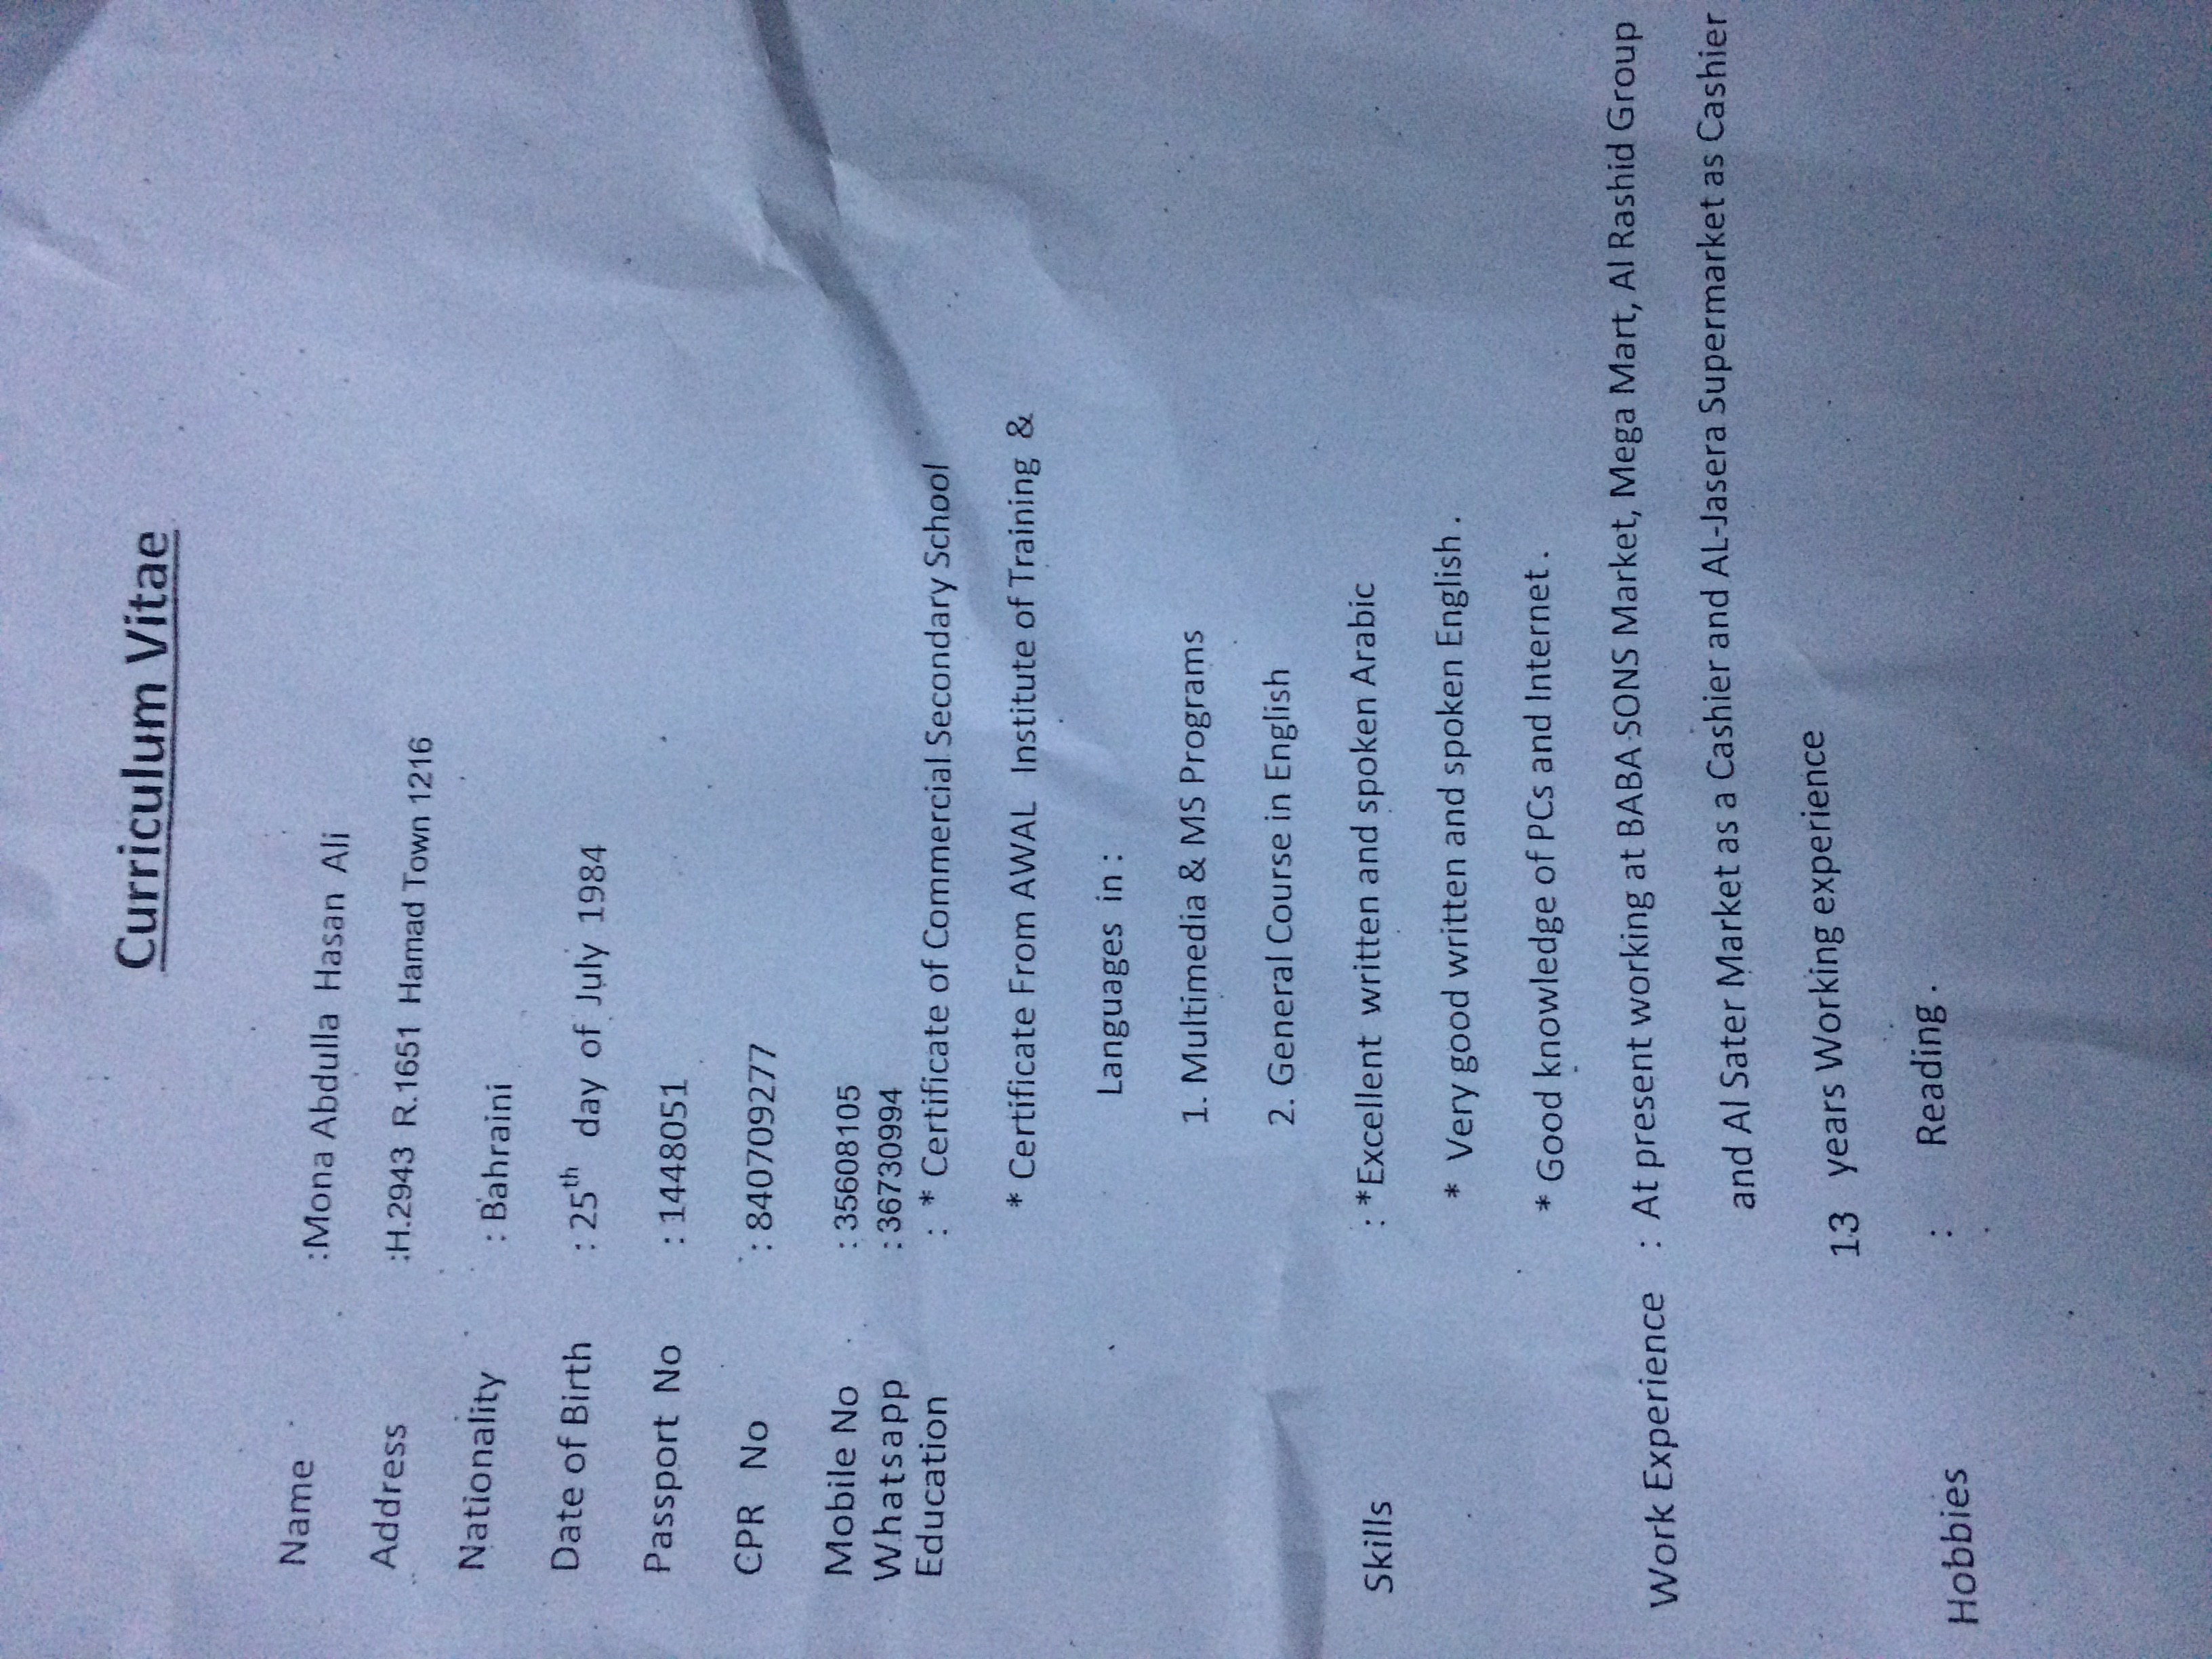 Curriculum Vitae
Name :Mona Abdulla Hasan Ali
Address :H.2943 R.1651 Hamad Town 1216
Nationality : Bahraini
Date of Birth : 25th day of July 1984
Passport No : 1448051
CPR No : 840709277
Mobile No : 35608105
Whatsapp : 36730994
Education : * Certificate of Commercial Secondary School
* Certificate From AWAL Institute of Training &
Languages in :
1. Multimedia & MS Programs
2. General Course in English
Skills : *Excellent written and spoken Arabic
* Very good written and spoken English .
* Good knowledge of PCs and Internet .
Work Experience : At present working at BABA SONS Market, Mega Mart, Al Rashid Group
and Al Sater Market as a Cashier and AL-Jasera Supermarket as Cashier
13 years Working experience
Hobbies : Reading .